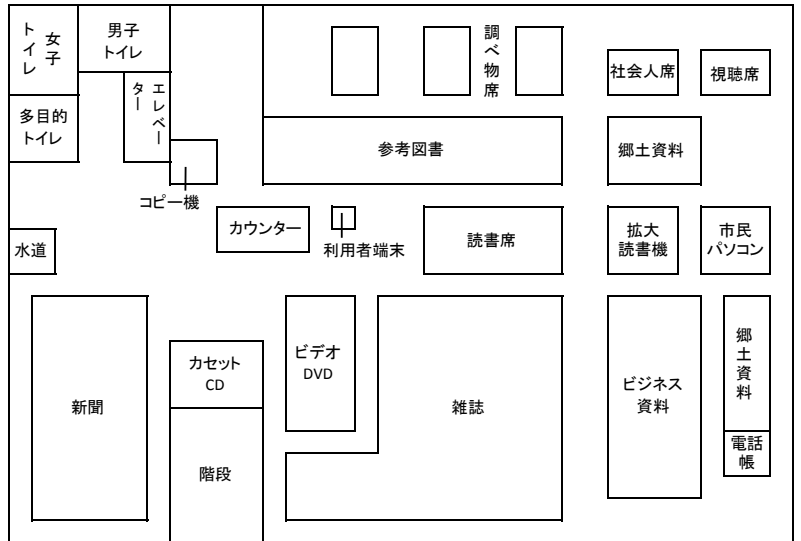 女子
トイレ
男子
トイレ
エレベー
ター
多目的
トイレ
コピー機
調べ物席
社会人席
視聴席
参考図書
郷土資料
水道
カウンター
利用者端末
読書席
拡大
読書機
市民
パソコン
新聞
カセット
CD
階段
ビデオ
DVD
雑誌
ビジネス
資料
郷土資料
電話
帳